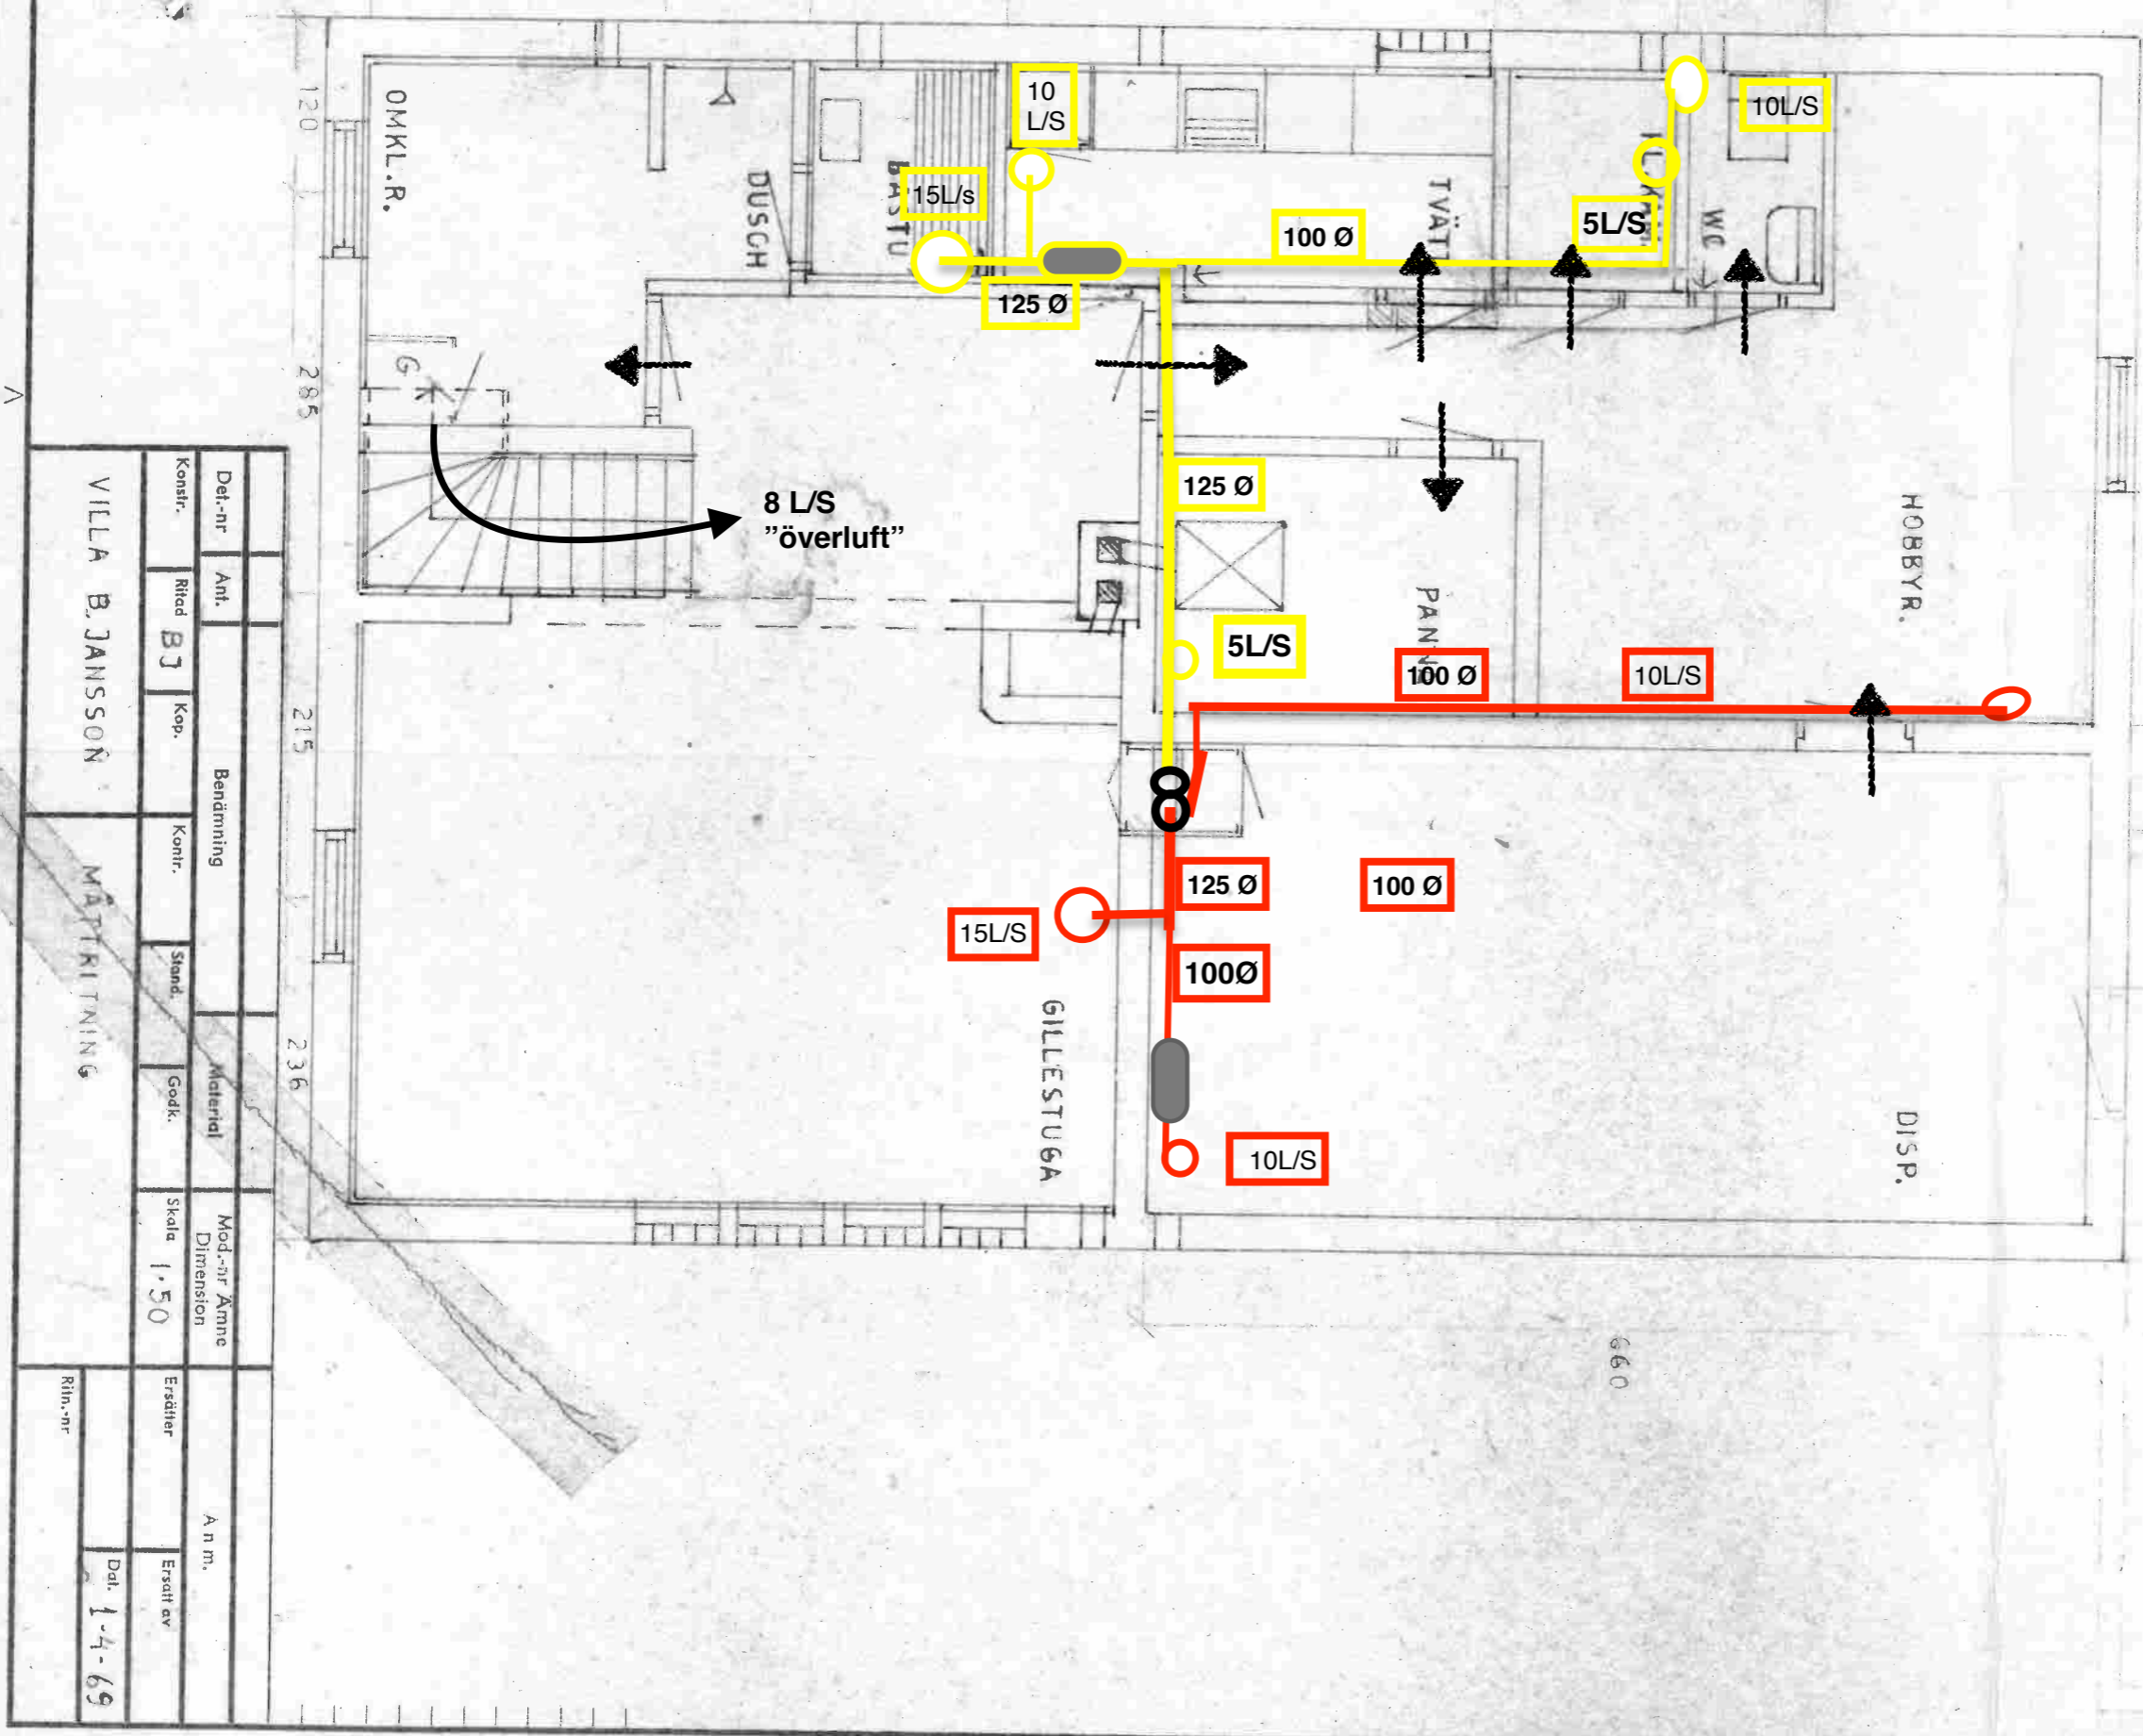 120
285
215
236
OMKL.R.
DUSCH
BASTU
TVÄTT
WC
HOBBYR.
PANN
GILLESTUGA
DISP.
G
660
10
L/S
15L/s
125 Ø
100 Ø
5L/S
10L/S
125 Ø
5L/S
8 L/S
”överluft”
100 Ø
10L/S
125 Ø
100 Ø
15L/S
100Ø
10L/S
Det.-nr
Ant.
Benämning
Material
Mod.-nr Ämne
Dimension
Anm.
Konstr.
Ritad BJ
Kop.
Kontr.
Stand.
Godk.
Skala 1:50
Ersätter
Ersatt av
VILLA B. JANSSON
MÅTTRITNING
Ritn.-nr
Dat. 1-4-69